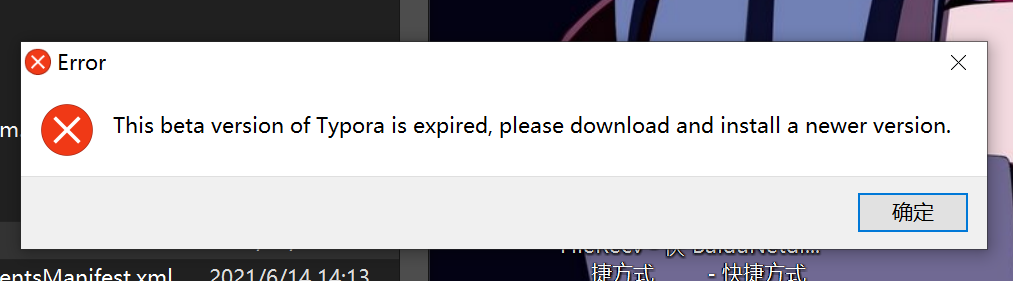 Error
m.
This beta version of Typora is expired, please download and install a newer version.
确定
entsManifest.xml 2021/6/14 14:13
捷方式 - 快捷方式